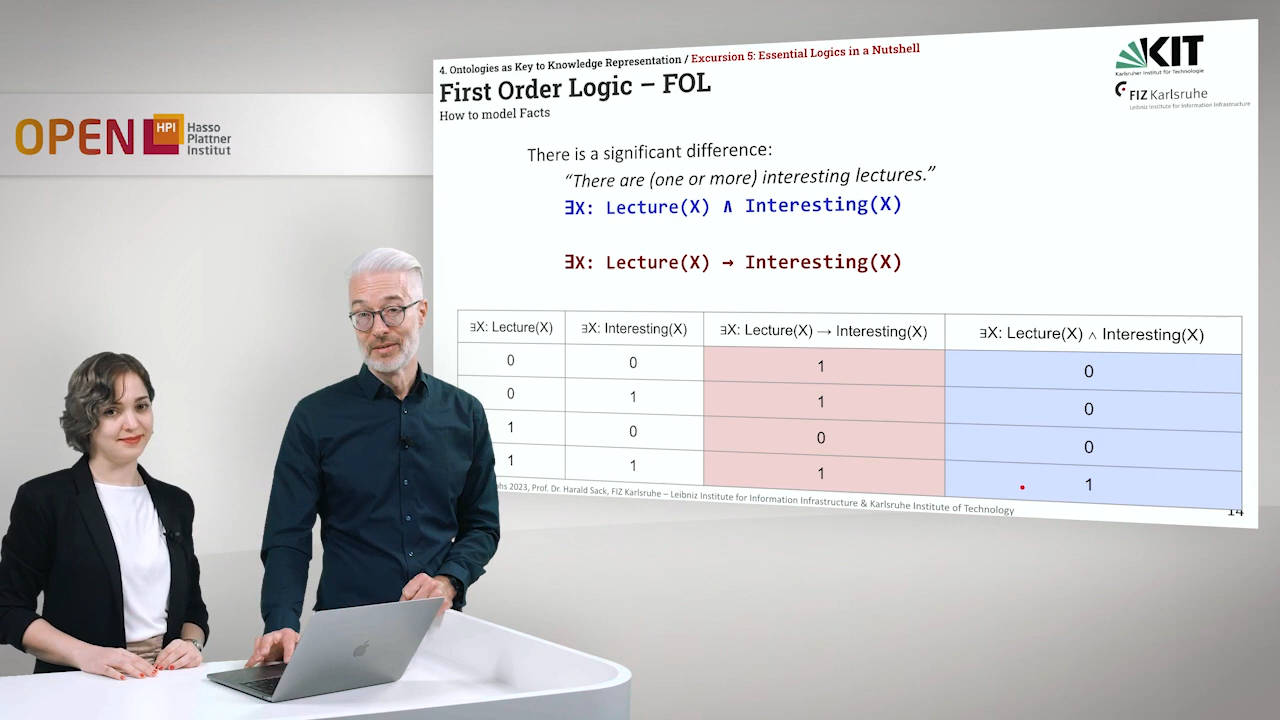 OPEN HPI Hasso
Plattner
Institut
4. Ontologies as Key to Knowledge Representation / Excursion 5: Essential Logics in a Nutshell
First Order Logic – FOL
How to model Facts
KIT
Karlsruher Institut für Technologie
FIZ Karlsruhe
Leibniz Institute for Information Infrastructure
There is a significant difference:
“There are (one or more) interesting lectures.”
∃X: Lecture(X) ∧ Interesting(X)
∃X: Lecture(X) → Interesting(X)
∃X: Lecture(X) ∃X: Interesting(X) ∃X: Lecture(X) → Interesting(X) ∃X: Lecture(X) ∧ Interesting(X)
0 0 1 0
0 1 1 0
1 0 0 0
1 1 1 1
2023, Prof. Dr. Harald Sack, FIZ Karlsruhe – Leibniz Institute for Information Infrastructure & Karlsruhe Institute of Technology
14